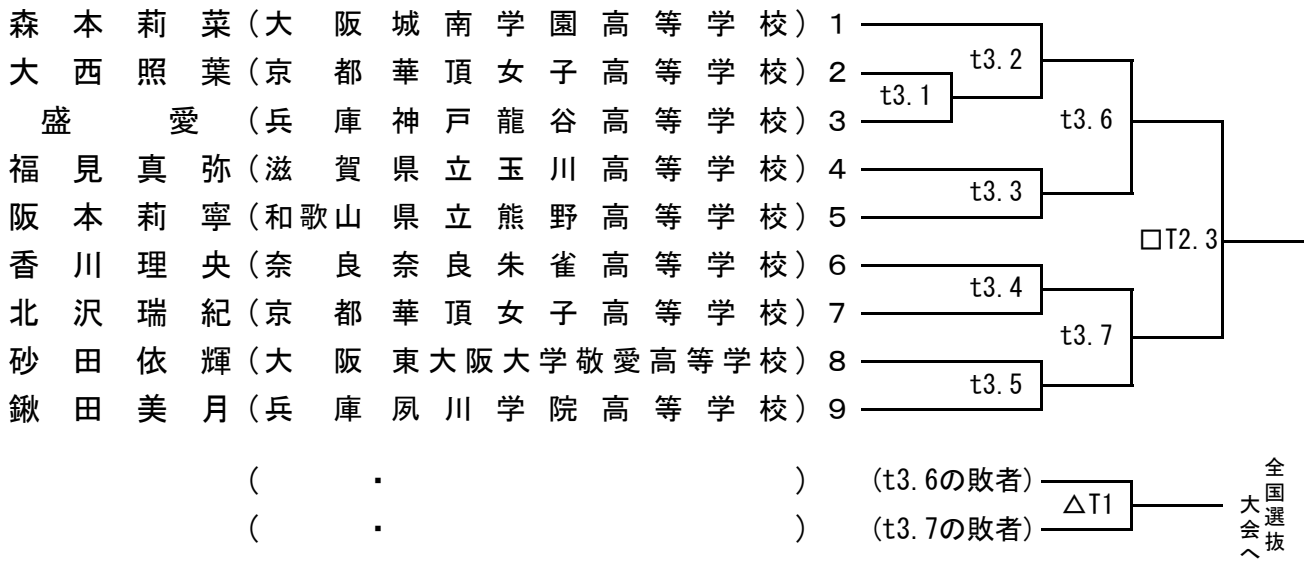 森本莉菜(大阪城南学園高等学校) 1
大西照葉(京都華頂女子高等学校) 2
盛愛(兵庫神戸龍谷高等学校) 3
福見真弥(滋賀県立玉川高等学校) 4
阪本莉寧(和歌山県立熊野高等学校) 5
香川理央(奈良奈良朱雀高等学校) 6
北沢瑞紀(京都華頂女子高等学校) 7
砂田依輝(大阪東大阪大学敬愛高等学校) 8
鍬田美月(兵庫夙川学院高等学校) 9
t3.1
t3.2
t3.3
t3.4
t3.5
t3.6
t3.7
□T2.3
(・) (t3.6の敗者)
(・) (t3.7の敗者)
△T1
全国選抜
大会へ